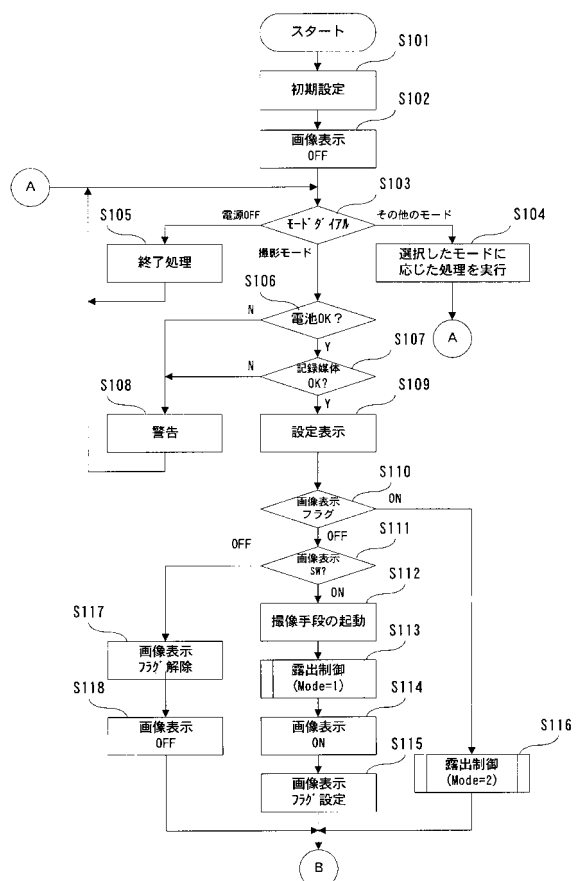 スタート
S101
初期設定
S102
画像表示
OFF
A
S103
モードダイアル
電源OFF
その他のモード
撮影モード
S105
終了処理
S104
選択したモードに
応じた処理を実行
A
S106
電池OK?
N
Y
S107
記録媒体
OK?
N
Y
S108
警告
S109
設定表示
S110
画像表示
フラグ
ON
OFF
S111
画像表示
SW?
OFF
ON
S112
撮像手段の起動
S117
画像表示
フラグ解除
S113
露出制御
(Mode=1)
S118
画像表示
OFF
S114
画像表示
ON
S115
画像表示
フラグ設定
S116
露出制御
(Mode=2)
B